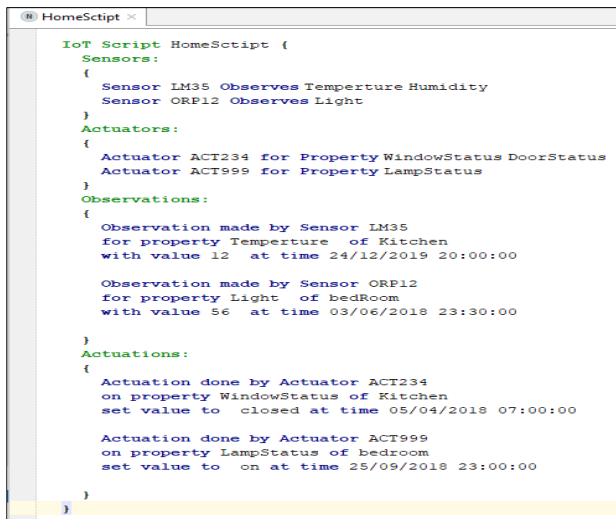 N HomeSctipt ×
IoT Script HomeSctipt {
Sensors:
{
Sensor LM35 Observes Temperture Humidity
Sensor ORP12 Observes Light
}
Actuators:
{
Actuator ACT234 for Property WindowStatus DoorStatus
Actuator ACT999 for Property LampStatus
}
Observations:
{
Observation made by Sensor LM35
for property Temperture of Kitchen
with value 12 at time 24/12/2019 20:00:00
Observation made by Sensor ORP12
for property Light of bedRoom
with value 56 at time 03/06/2018 23:30:00
}
Actuations:
{
Actuation done by Actuator ACT234
on property WindowStatus of Kitchen
set value to closed at time 05/04/2018 07:00:00
Actuation done by Actuator ACT999
on property LampStatus of bedroom
set value to on at time 25/09/2018 23:00:00
}
}